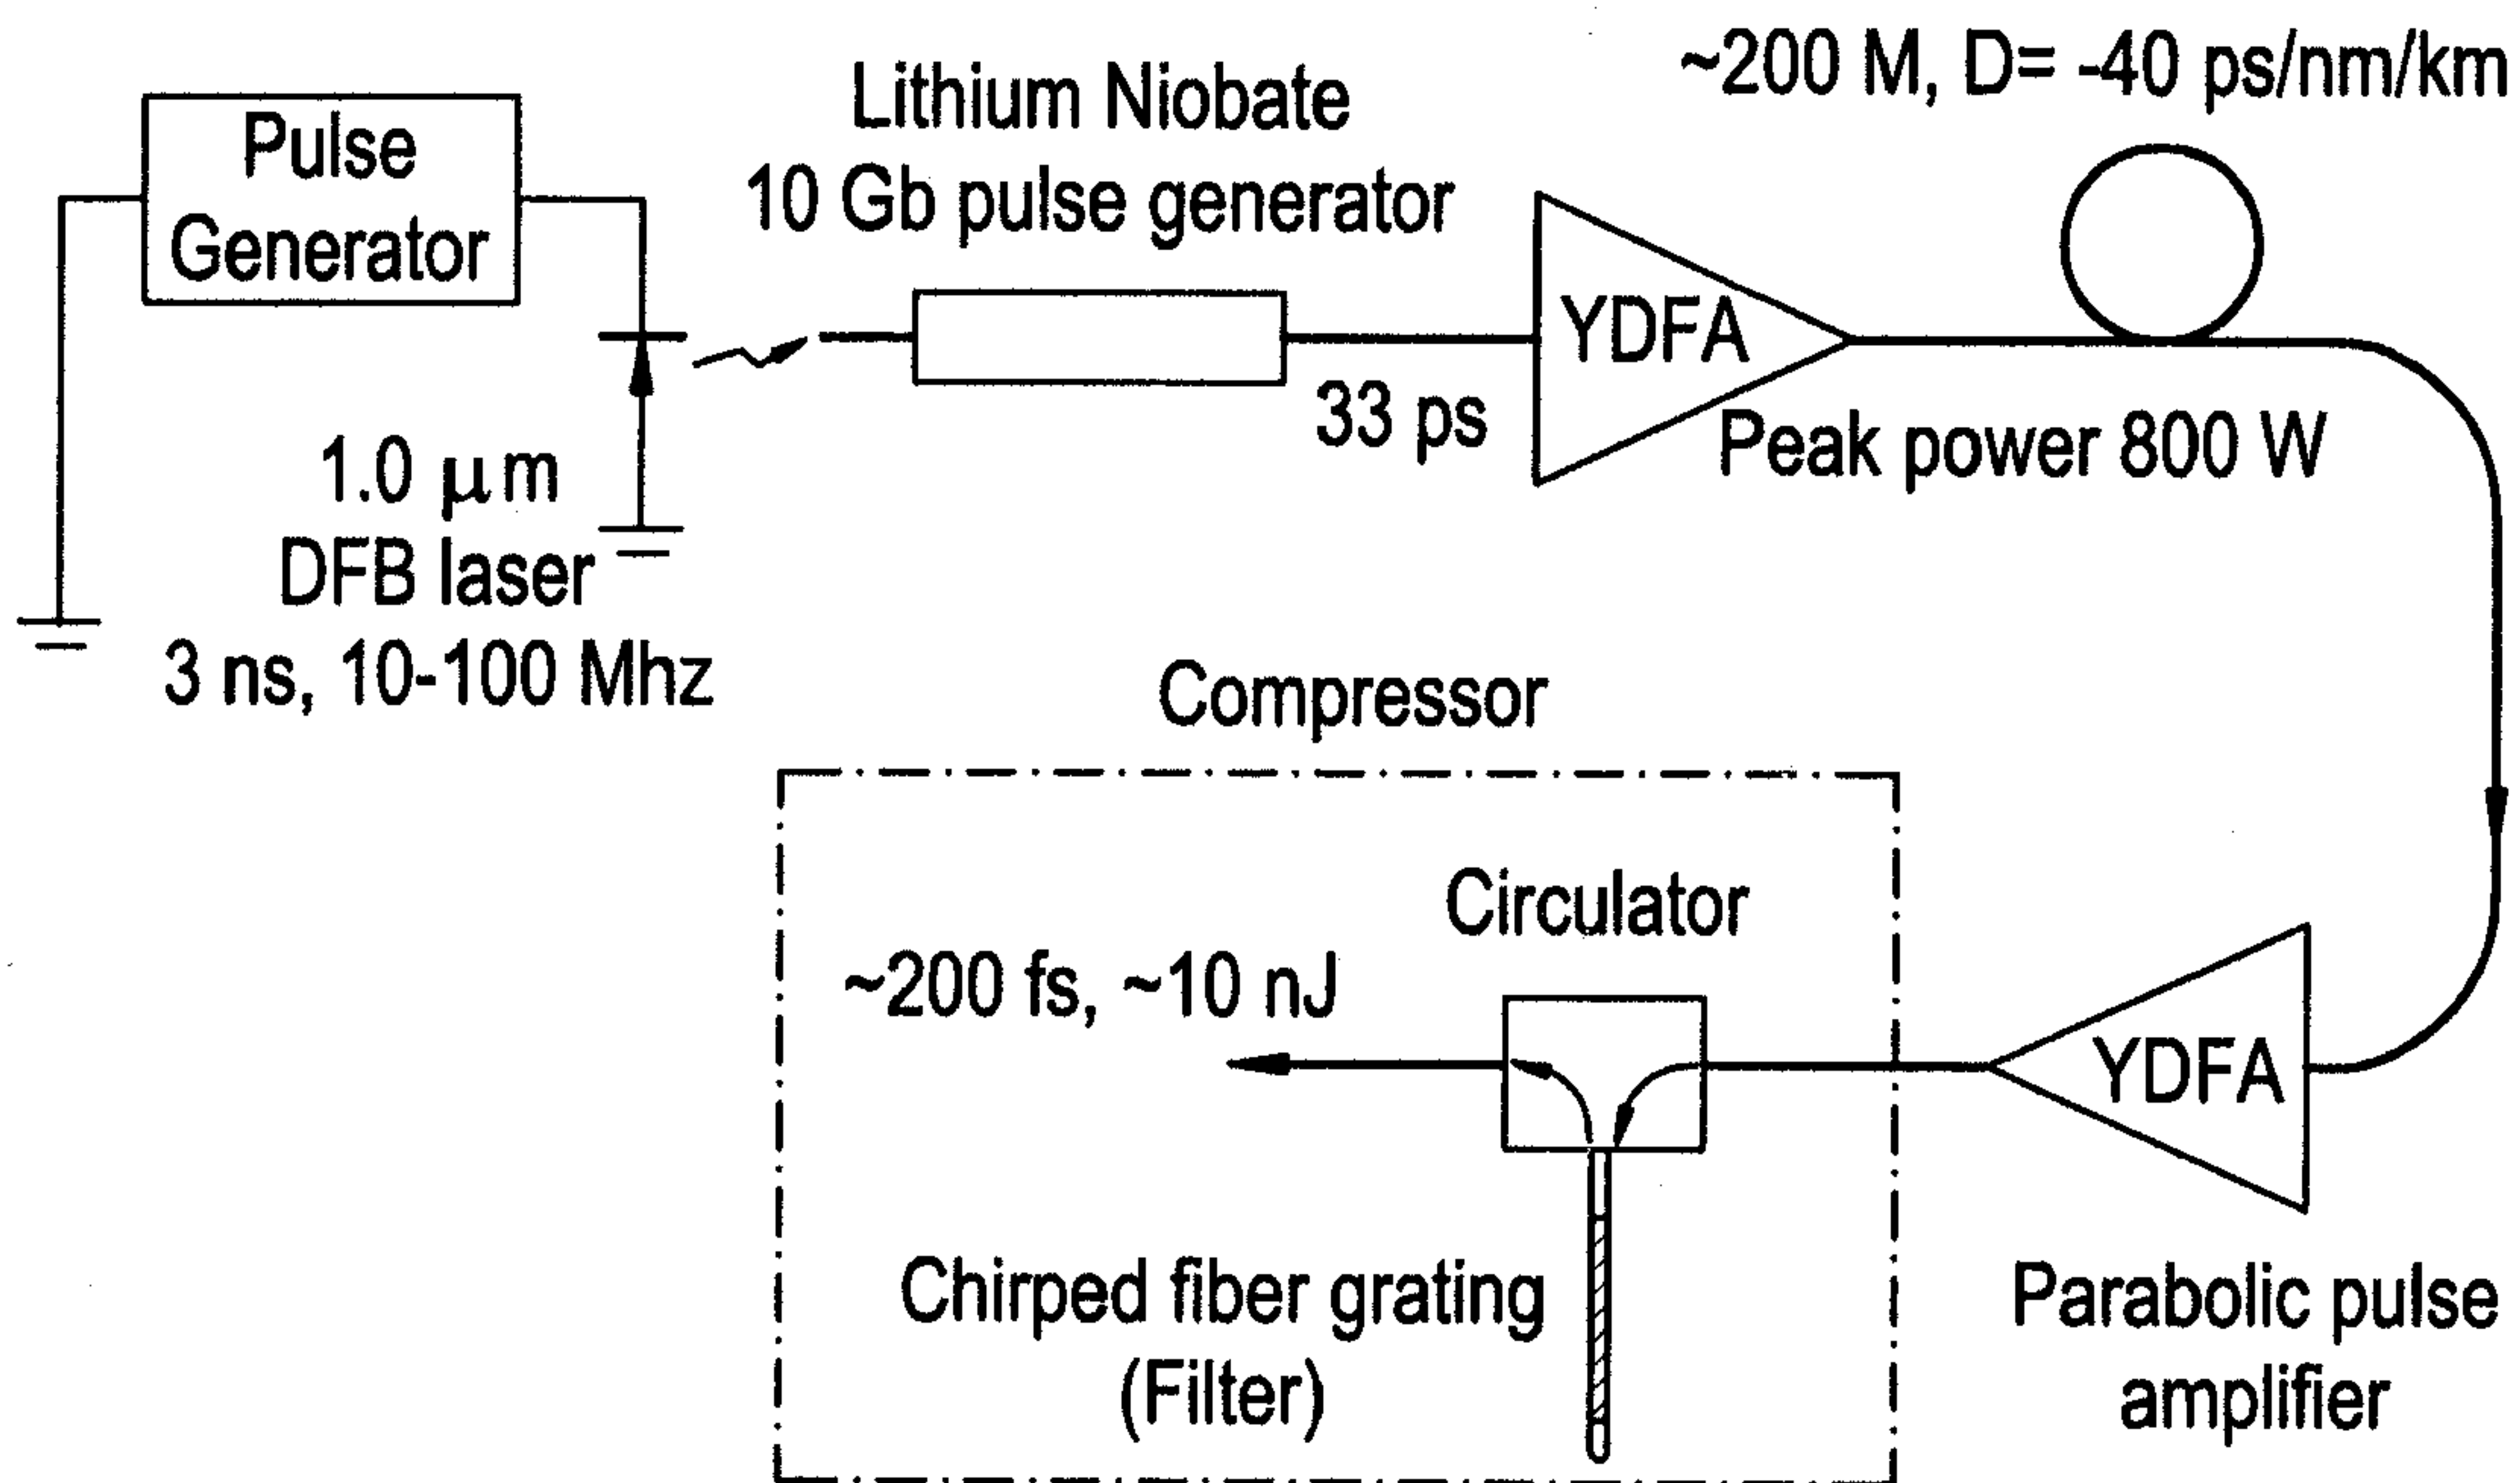 ~200 M, D= -40 ps/nm/km
Pulse
Generator
Lithium Niobate
10 Gb pulse generator
YDFA
33 ps
Peak power 800 W
1.0 μm
DFB laser
3 ns, 10-100 Mhz
Compressor
Circulator
~200 fs, ~10 nJ
YDFA
Chirped fiber grating
(Filter)
Parabolic pulse
amplifier